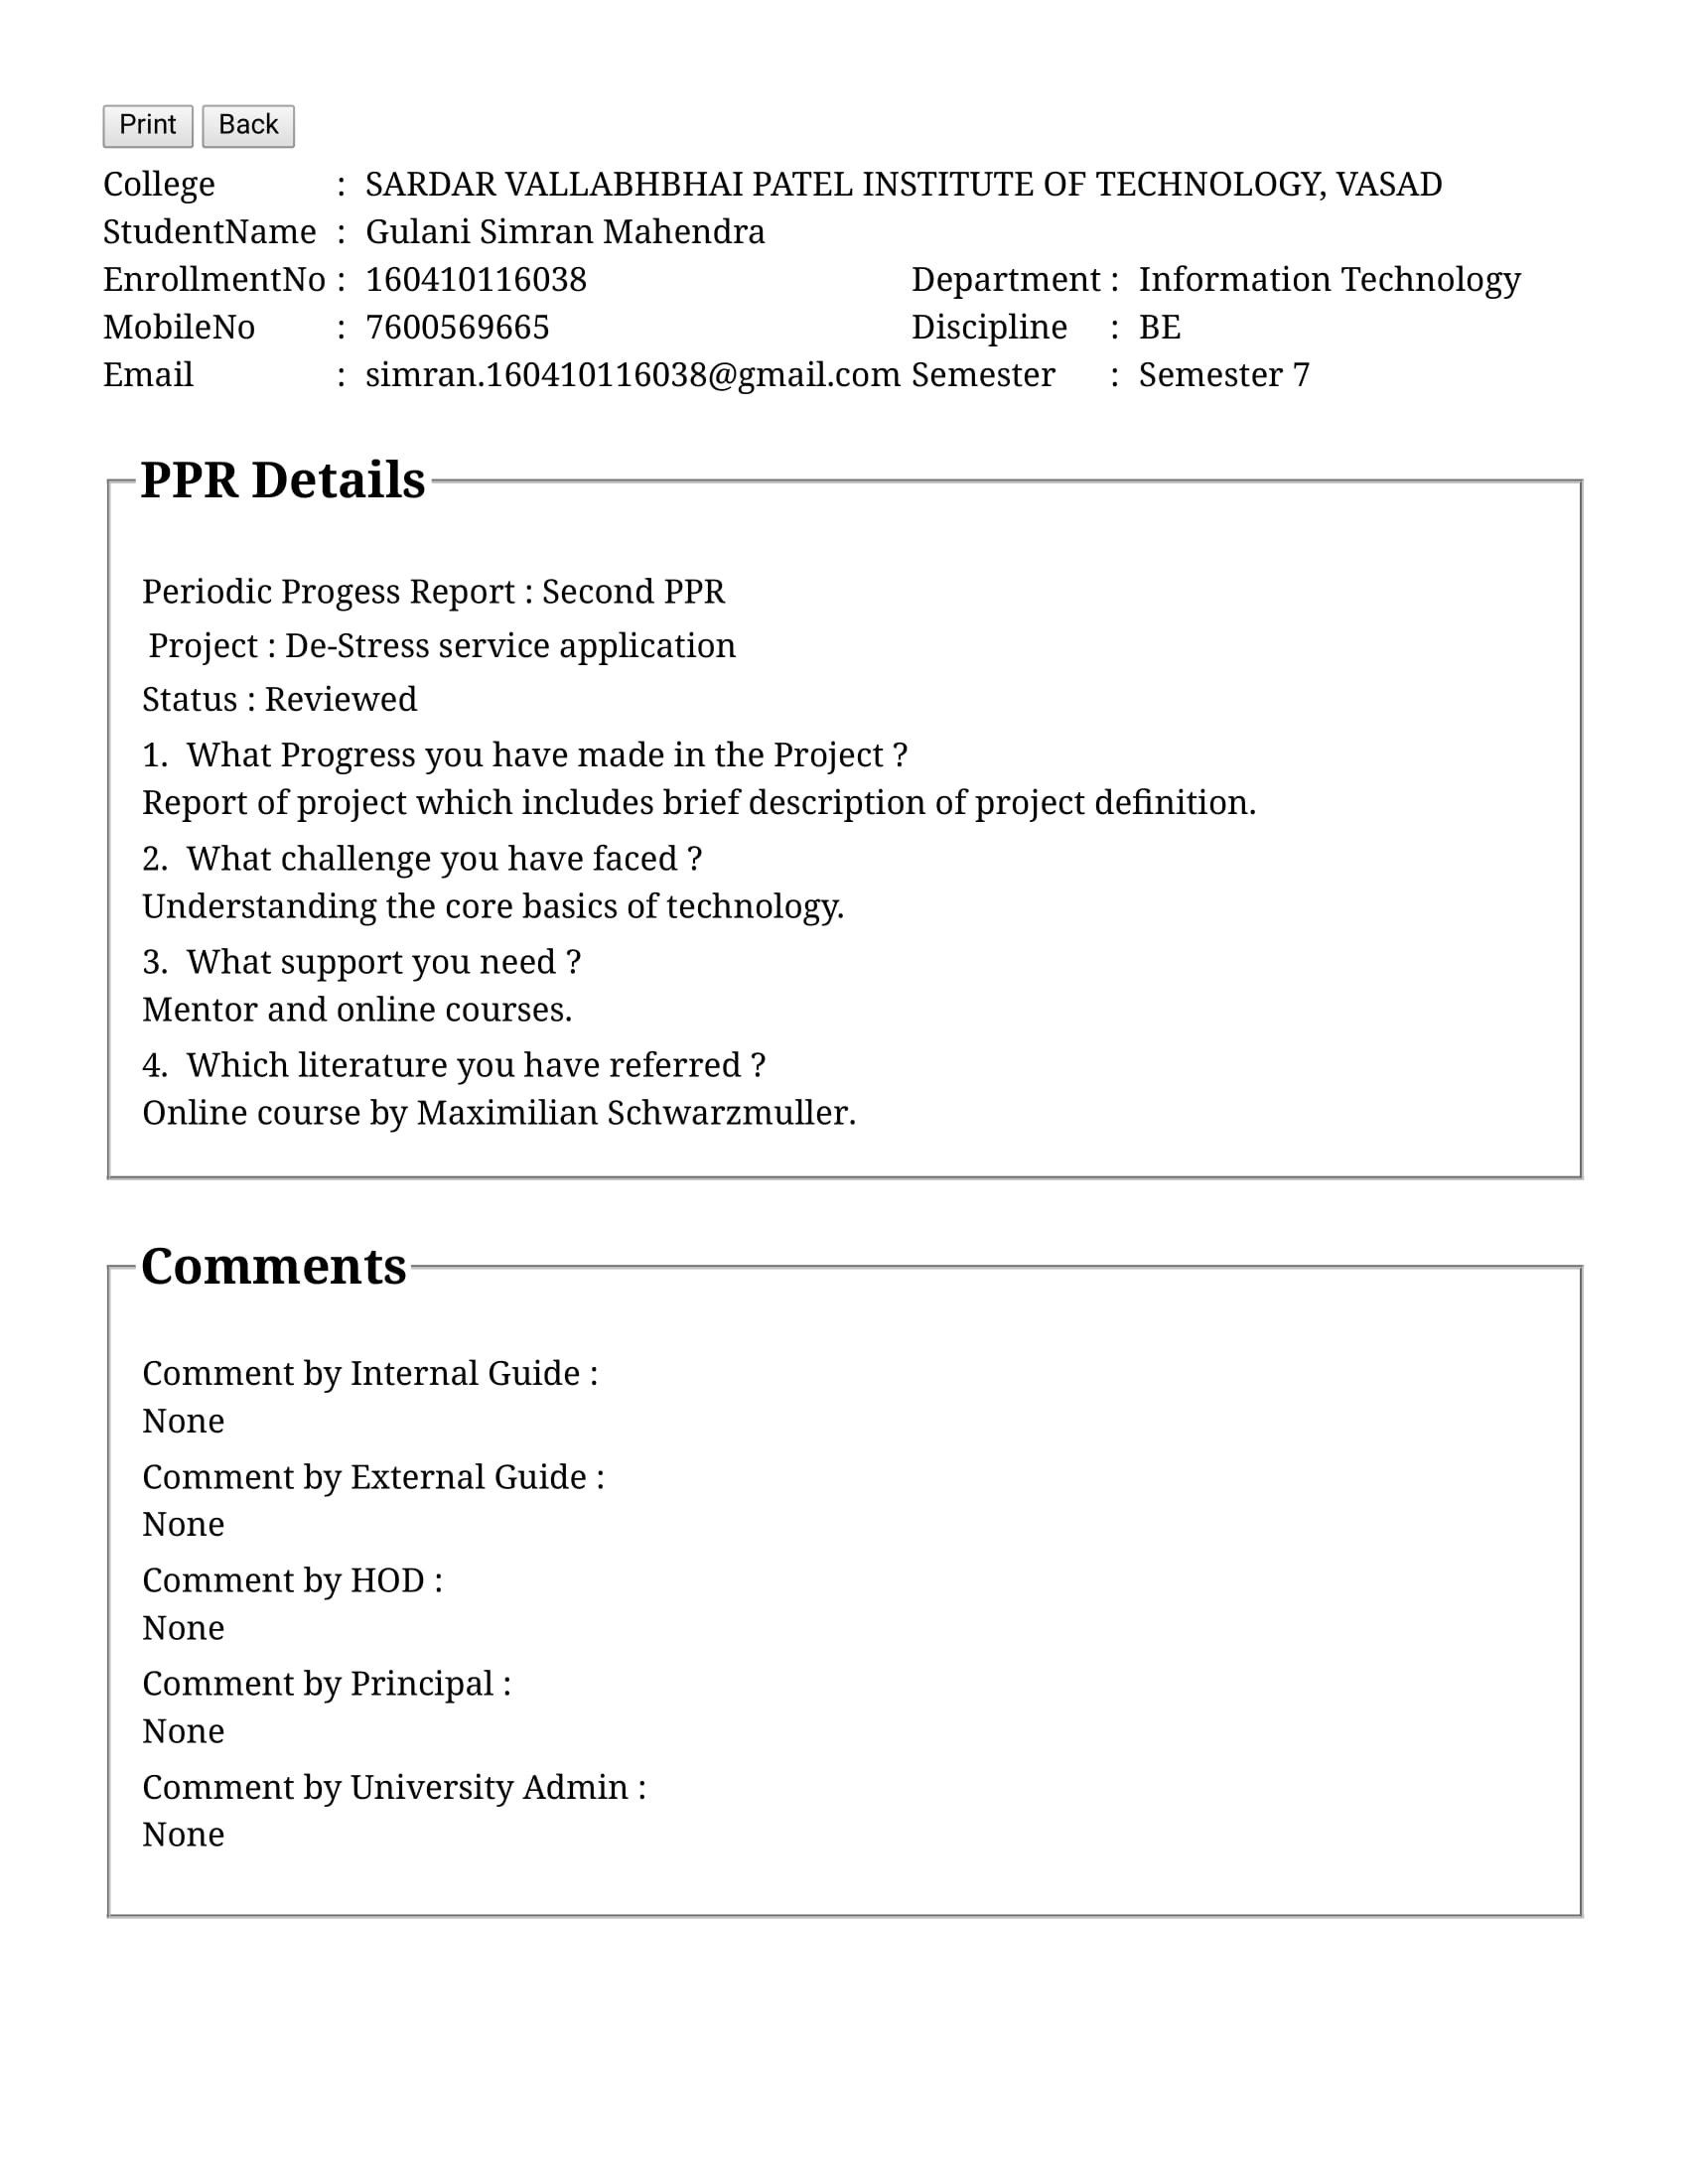 Print Back
College : SARDAR VALLABHBHAI PATEL INSTITUTE OF TECHNOLOGY, VASAD
StudentName : Gulani Simran Mahendra
EnrollmentNo : 160410116038 Department : Information Technology
MobileNo : 7600569665 Discipline : BE
Email : simran.160410116038@gmail.com Semester : Semester 7
PPR Details
Periodic Progess Report : Second PPR
Project : De-Stress service application
Status : Reviewed
1. What Progress you have made in the Project ?
Report of project which includes brief description of project definition.
2. What challenge you have faced ?
Understanding the core basics of technology.
3. What support you need ?
Mentor and online courses.
4. Which literature you have referred ?
Online course by Maximilian Schwarzmuller.
Comments
Comment by Internal Guide :
None
Comment by External Guide :
None
Comment by HOD :
None
Comment by Principal :
None
Comment by University Admin :
None